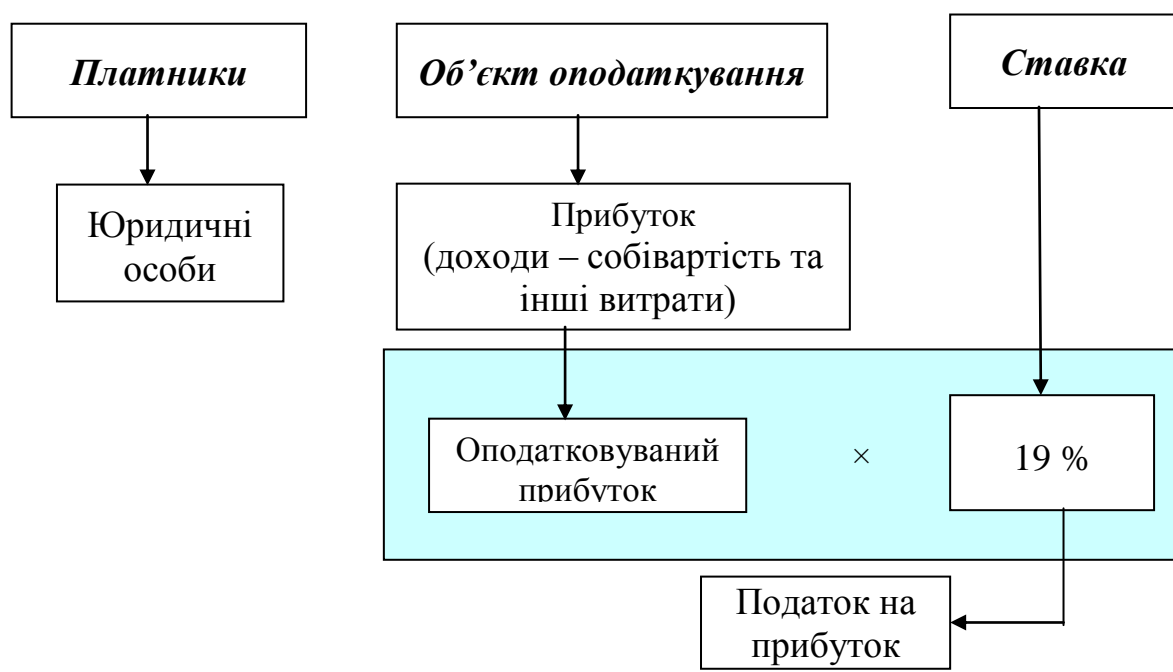 Платники
Об’єкт оподаткування
Ставка
Юридичні
особи
Прибуток
(доходи – собівартість та
інші витрати)
Оподатковуваний
прибуток
×
19 %
Податок на
прибуток